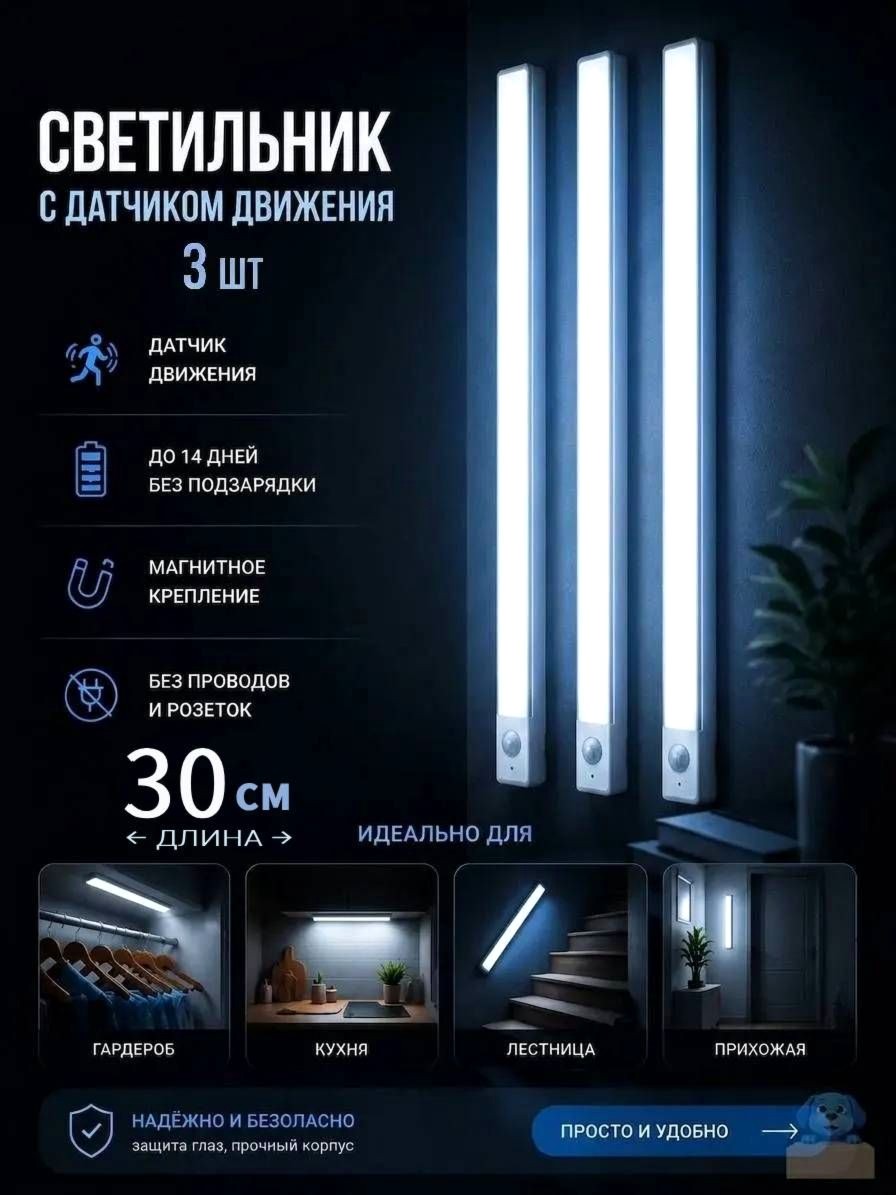 СВЕТИЛЬНИК
С ДАТЧИКОМ ДВИЖЕНИЯ
3 ШТ
ДАТЧИК
ДВИЖЕНИЯ
ДО 14 ДНЕЙ
БЕЗ ПОДЗАРЯДКИ
МАГНИТНОЕ
КРЕПЛЕНИЕ
БЕЗ ПРОВОДОВ
И РОЗЕТОК
30 СМ
← ДЛИНА →
ИДЕАЛЬНО ДЛЯ
ГАРДЕРОБ
КУХНЯ
ЛЕСТНИЦА
ПРИХОЖАЯ
НАДЁЖНО И БЕЗОЛАСНО
защита глаз, прочный корпус
ПРОСТО И УДОБНО →